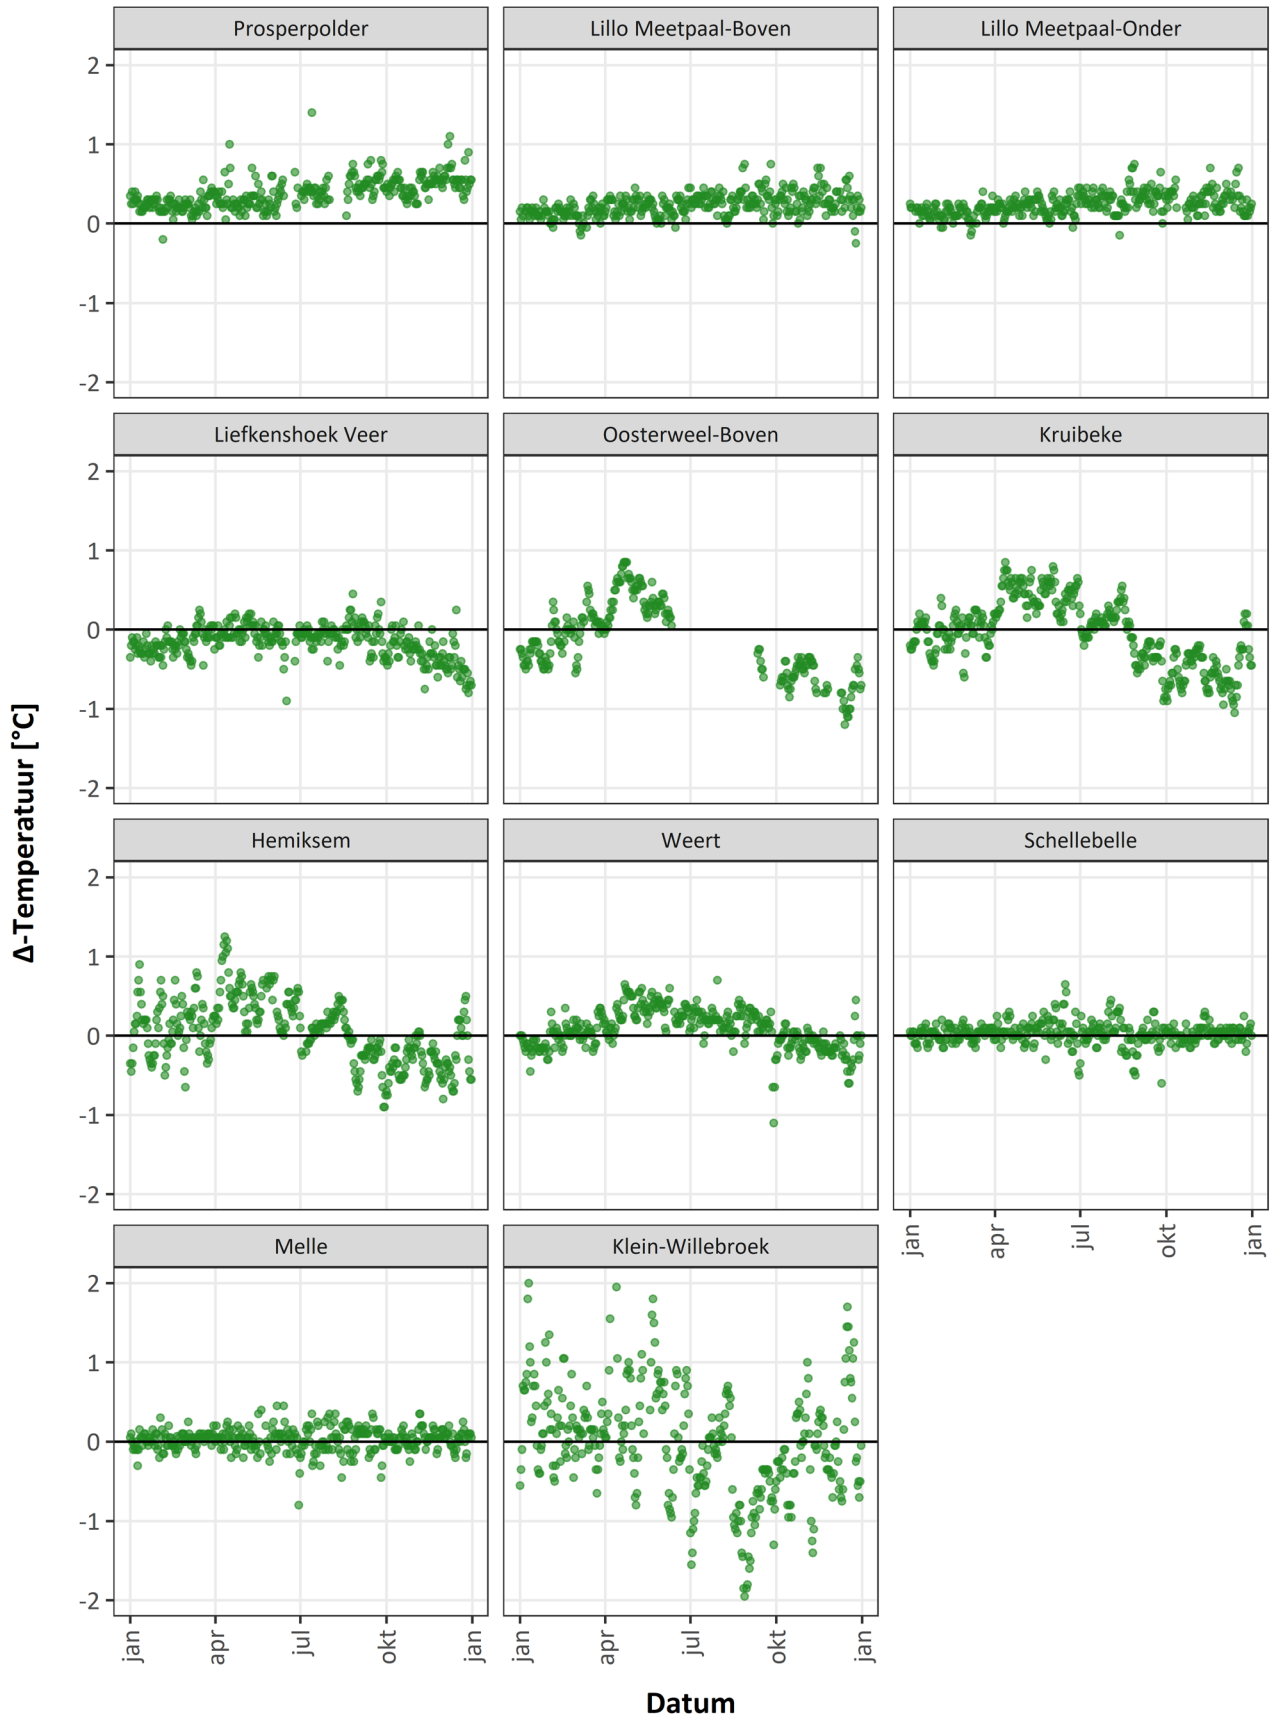 Prosperpolder
Lillo Meetpaal-Boven
Lillo Meetpaal-Onder
2
1
0
-1
-2
Liefkenshoek Veer
Oosterweel-Boven
Kruibeke
2
1
0
-1
-2
Δ-Temperatuur [°C]
Hemiksem
Weert
Schellebelle
2
1
0
-1
-2
jan
apr
jul
okt
jan
Melle
Klein-Willebroek
2
1
0
-1
-2
jan
apr
jul
okt
jan
jan
apr
jul
okt
jan
Datum